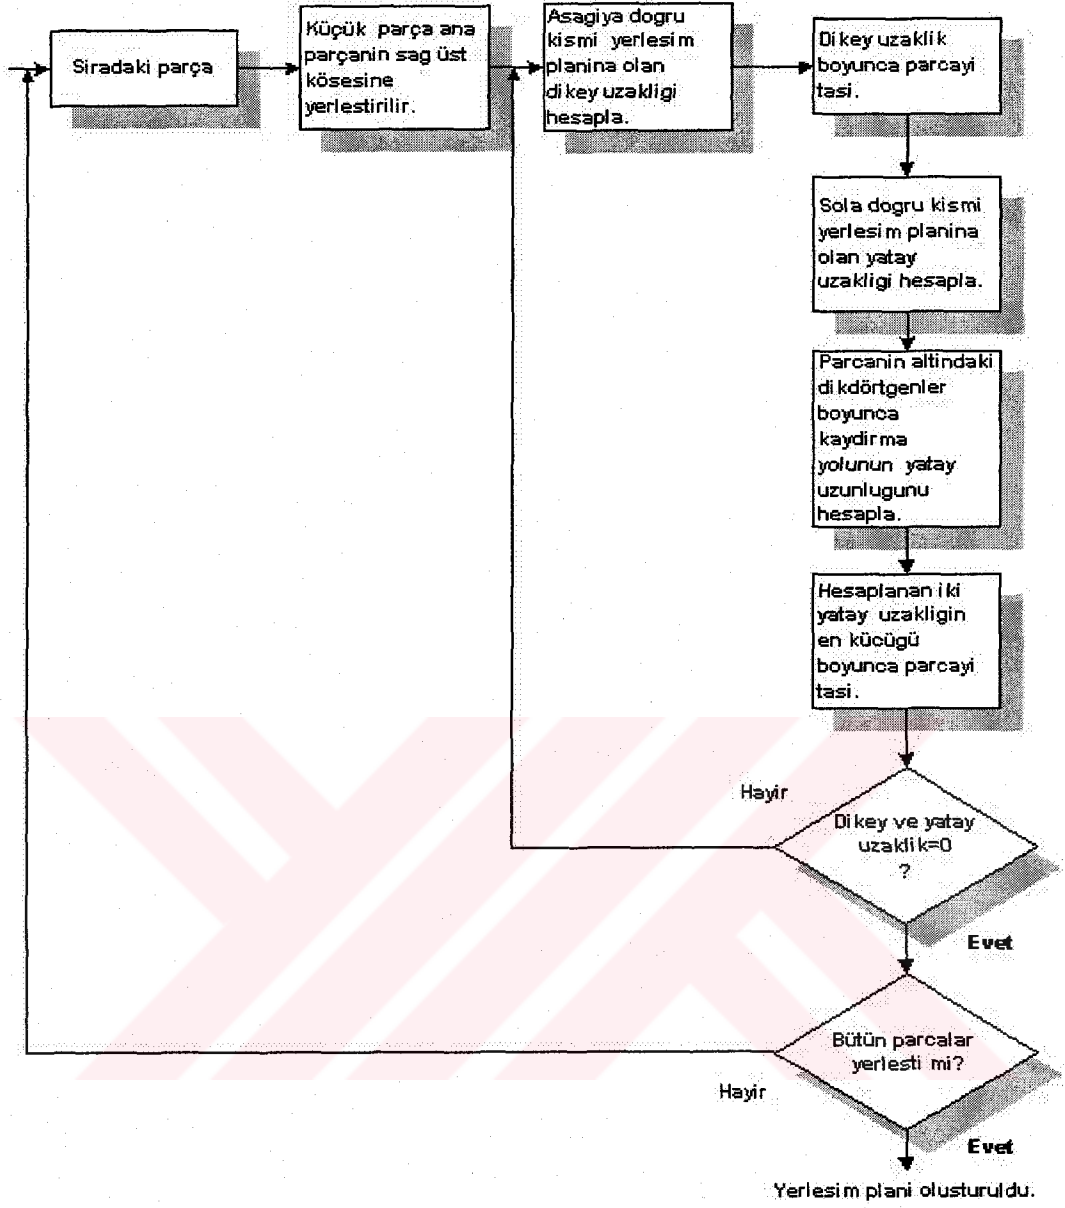 Siradaki parça
Küçük parça ana
parçanin sag üst
kösesine
yerlestirilir.
Asagiya dogru
kismi yerlesim
planina olan
dikey uzakligi
hesapla.
Dikey uzaklik
boyunca parcayi
tasi.
Sola dogru kismi
yerlesim planina
olan yatay
uzakligi hesapla.
Parcanin altindaki
dikdörtgenler
boyunca
kaydirma
yolunun yatay
uzunlugunu
hesapla.
Hesaplanan iki
yatay uzakligin
en kücügü
boyunca parcayi
tasi.
Hayir
Dikey ve yatay
uzaklik=0
?
Evet
Bütün parcalar
yerlesti mi?
Hayir
Evet
Yerlesim plani olusturuldu.